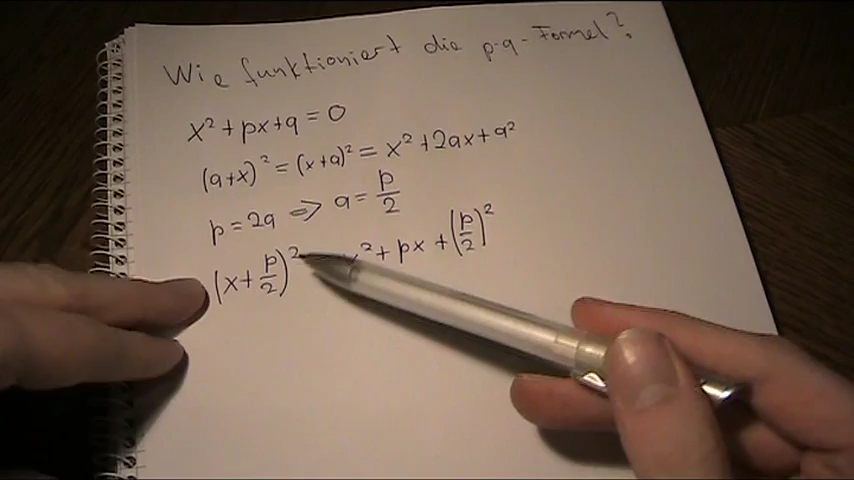 Wie funktioniert die p-q-Formel?
x² + px + q = 0
(a+x)² = (x+a)² = x² + 2ax + a²
p = 2a => a = p/2
(x + p/2)² x² + px + (p/2)²